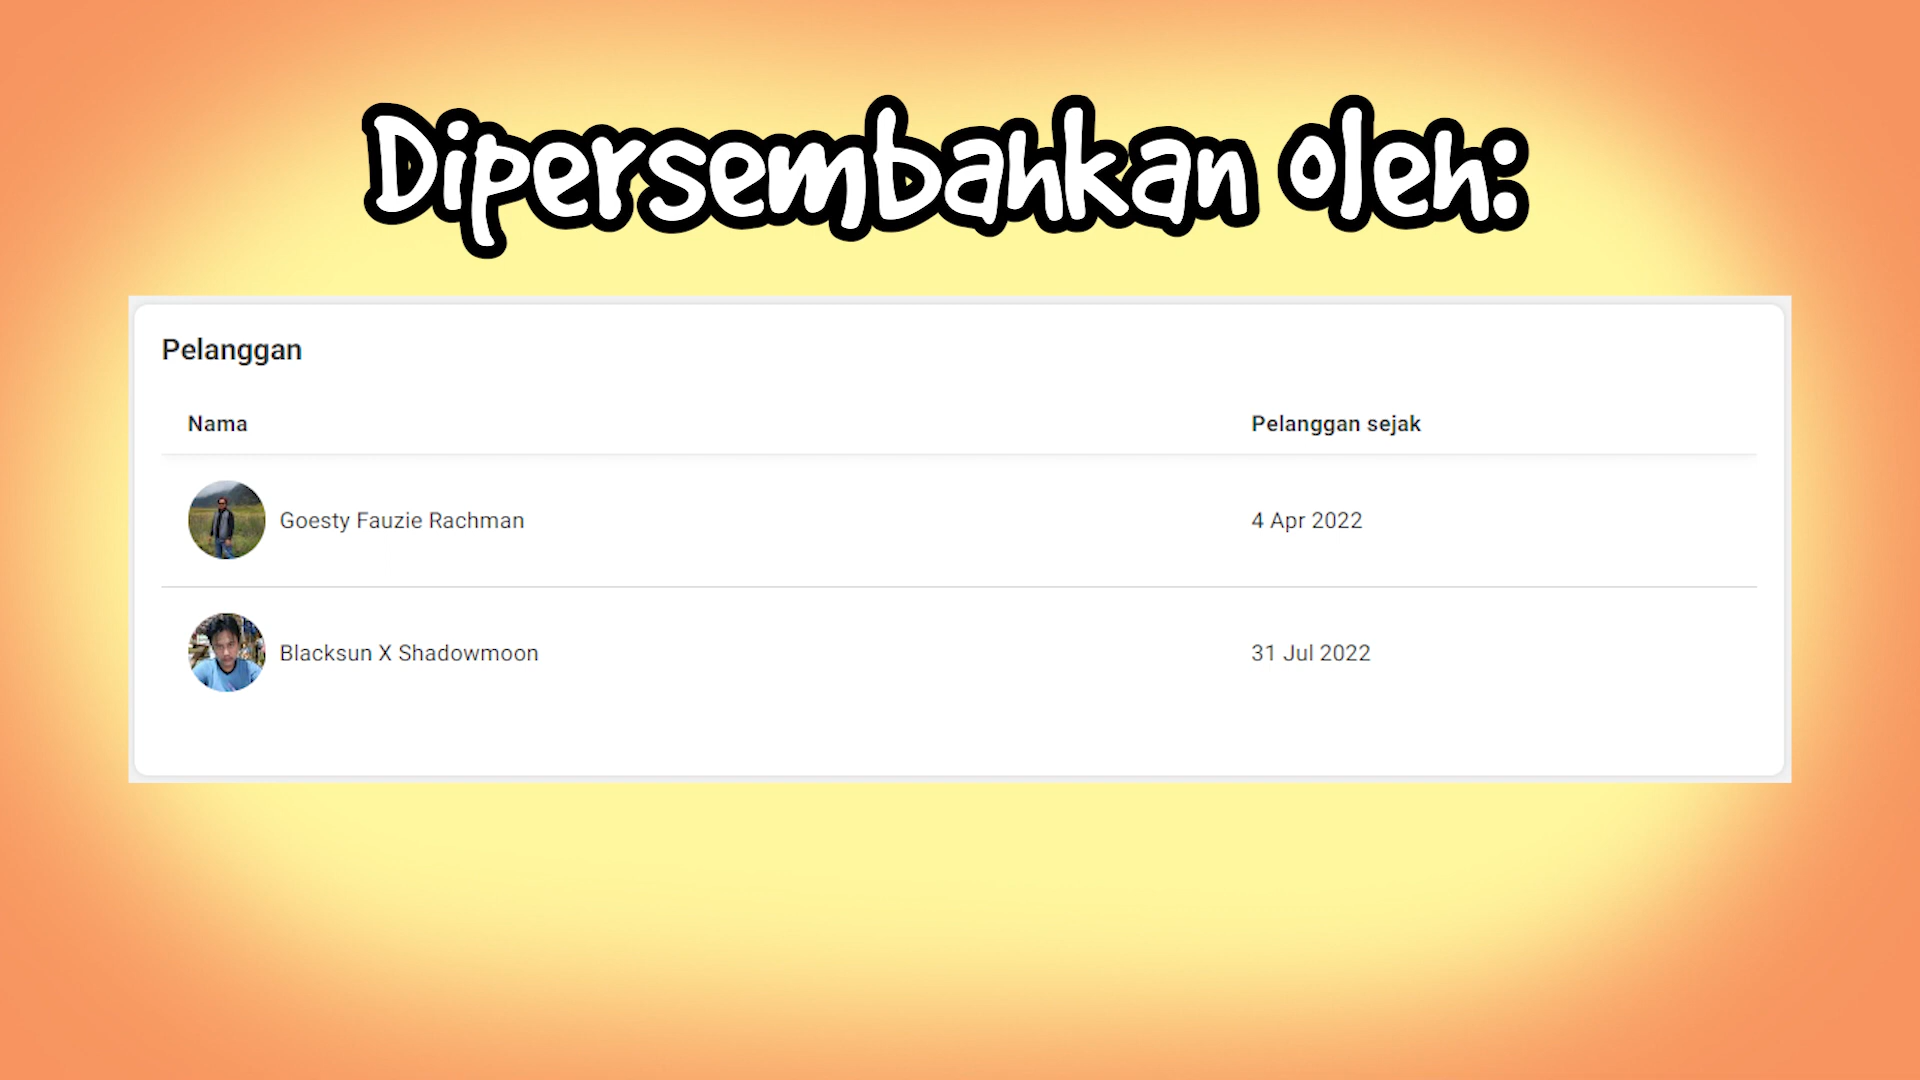 Dipersembahkan oleh:
Pelanggan
Nama Pelanggan sejak
Goesty Fauzie Rachman 4 Apr 2022
Blacksun X Shadowmoon 31 Jul 2022